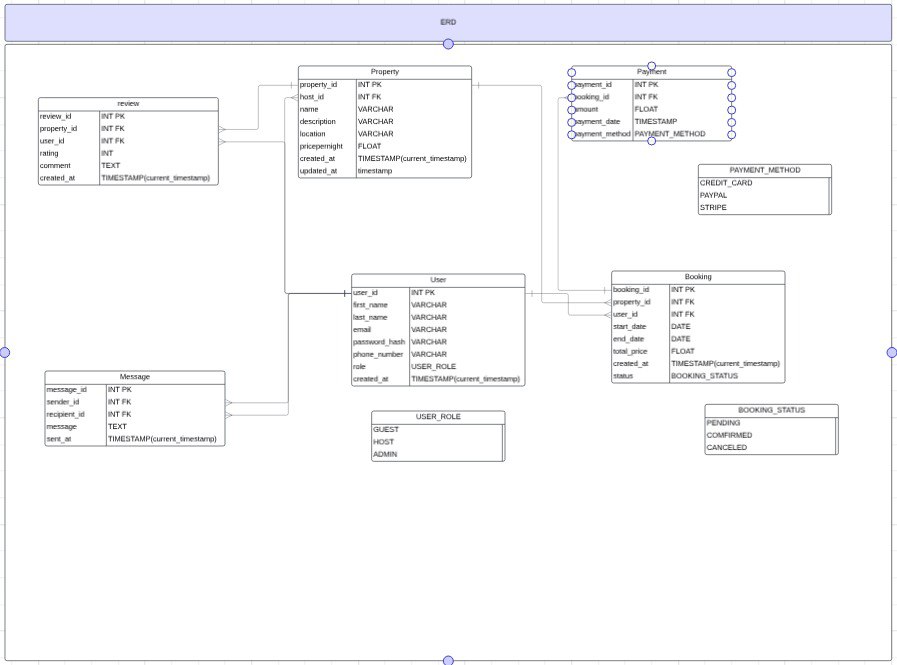 ERD
review
review_id INT PK
property_id INT FK
user_id INT FK
rating INT
comment TEXT
created_at TIMESTAMP(current_timestamp)
Property
property_id INT PK
host_id INT FK
name VARCHAR
description VARCHAR
location VARCHAR
pricepernight FLOAT
created_at TIMESTAMP(current_timestamp)
updated_at timestamp
Payment
payment_id INT PK
booking_id INT FK
amount FLOAT
payment_date TIMESTAMP
payment_method PAYMENT_METHOD
PAYMENT_METHOD
CREDIT_CARD
PAYPAL
STRIPE
User
user_id INT PK
first_name VARCHAR
last_name VARCHAR
email VARCHAR
password_hash VARCHAR
phone_number VARCHAR
role USER_ROLE
created_at TIMESTAMP(current_timestamp)
Booking
booking_id INT PK
property_id INT FK
user_id INT FK
start_date DATE
end_date DATE
total_price FLOAT
created_at TIMESTAMP(current_timestamp)
status BOOKING_STATUS
Message
message_id INT PK
sender_id INT FK
recipient_id INT FK
message TEXT
sent_at TIMESTAMP(current_timestamp)
USER_ROLE
GUEST
HOST
ADMIN
BOOKING_STATUS
PENDING
COMFIRMED
CANCELED